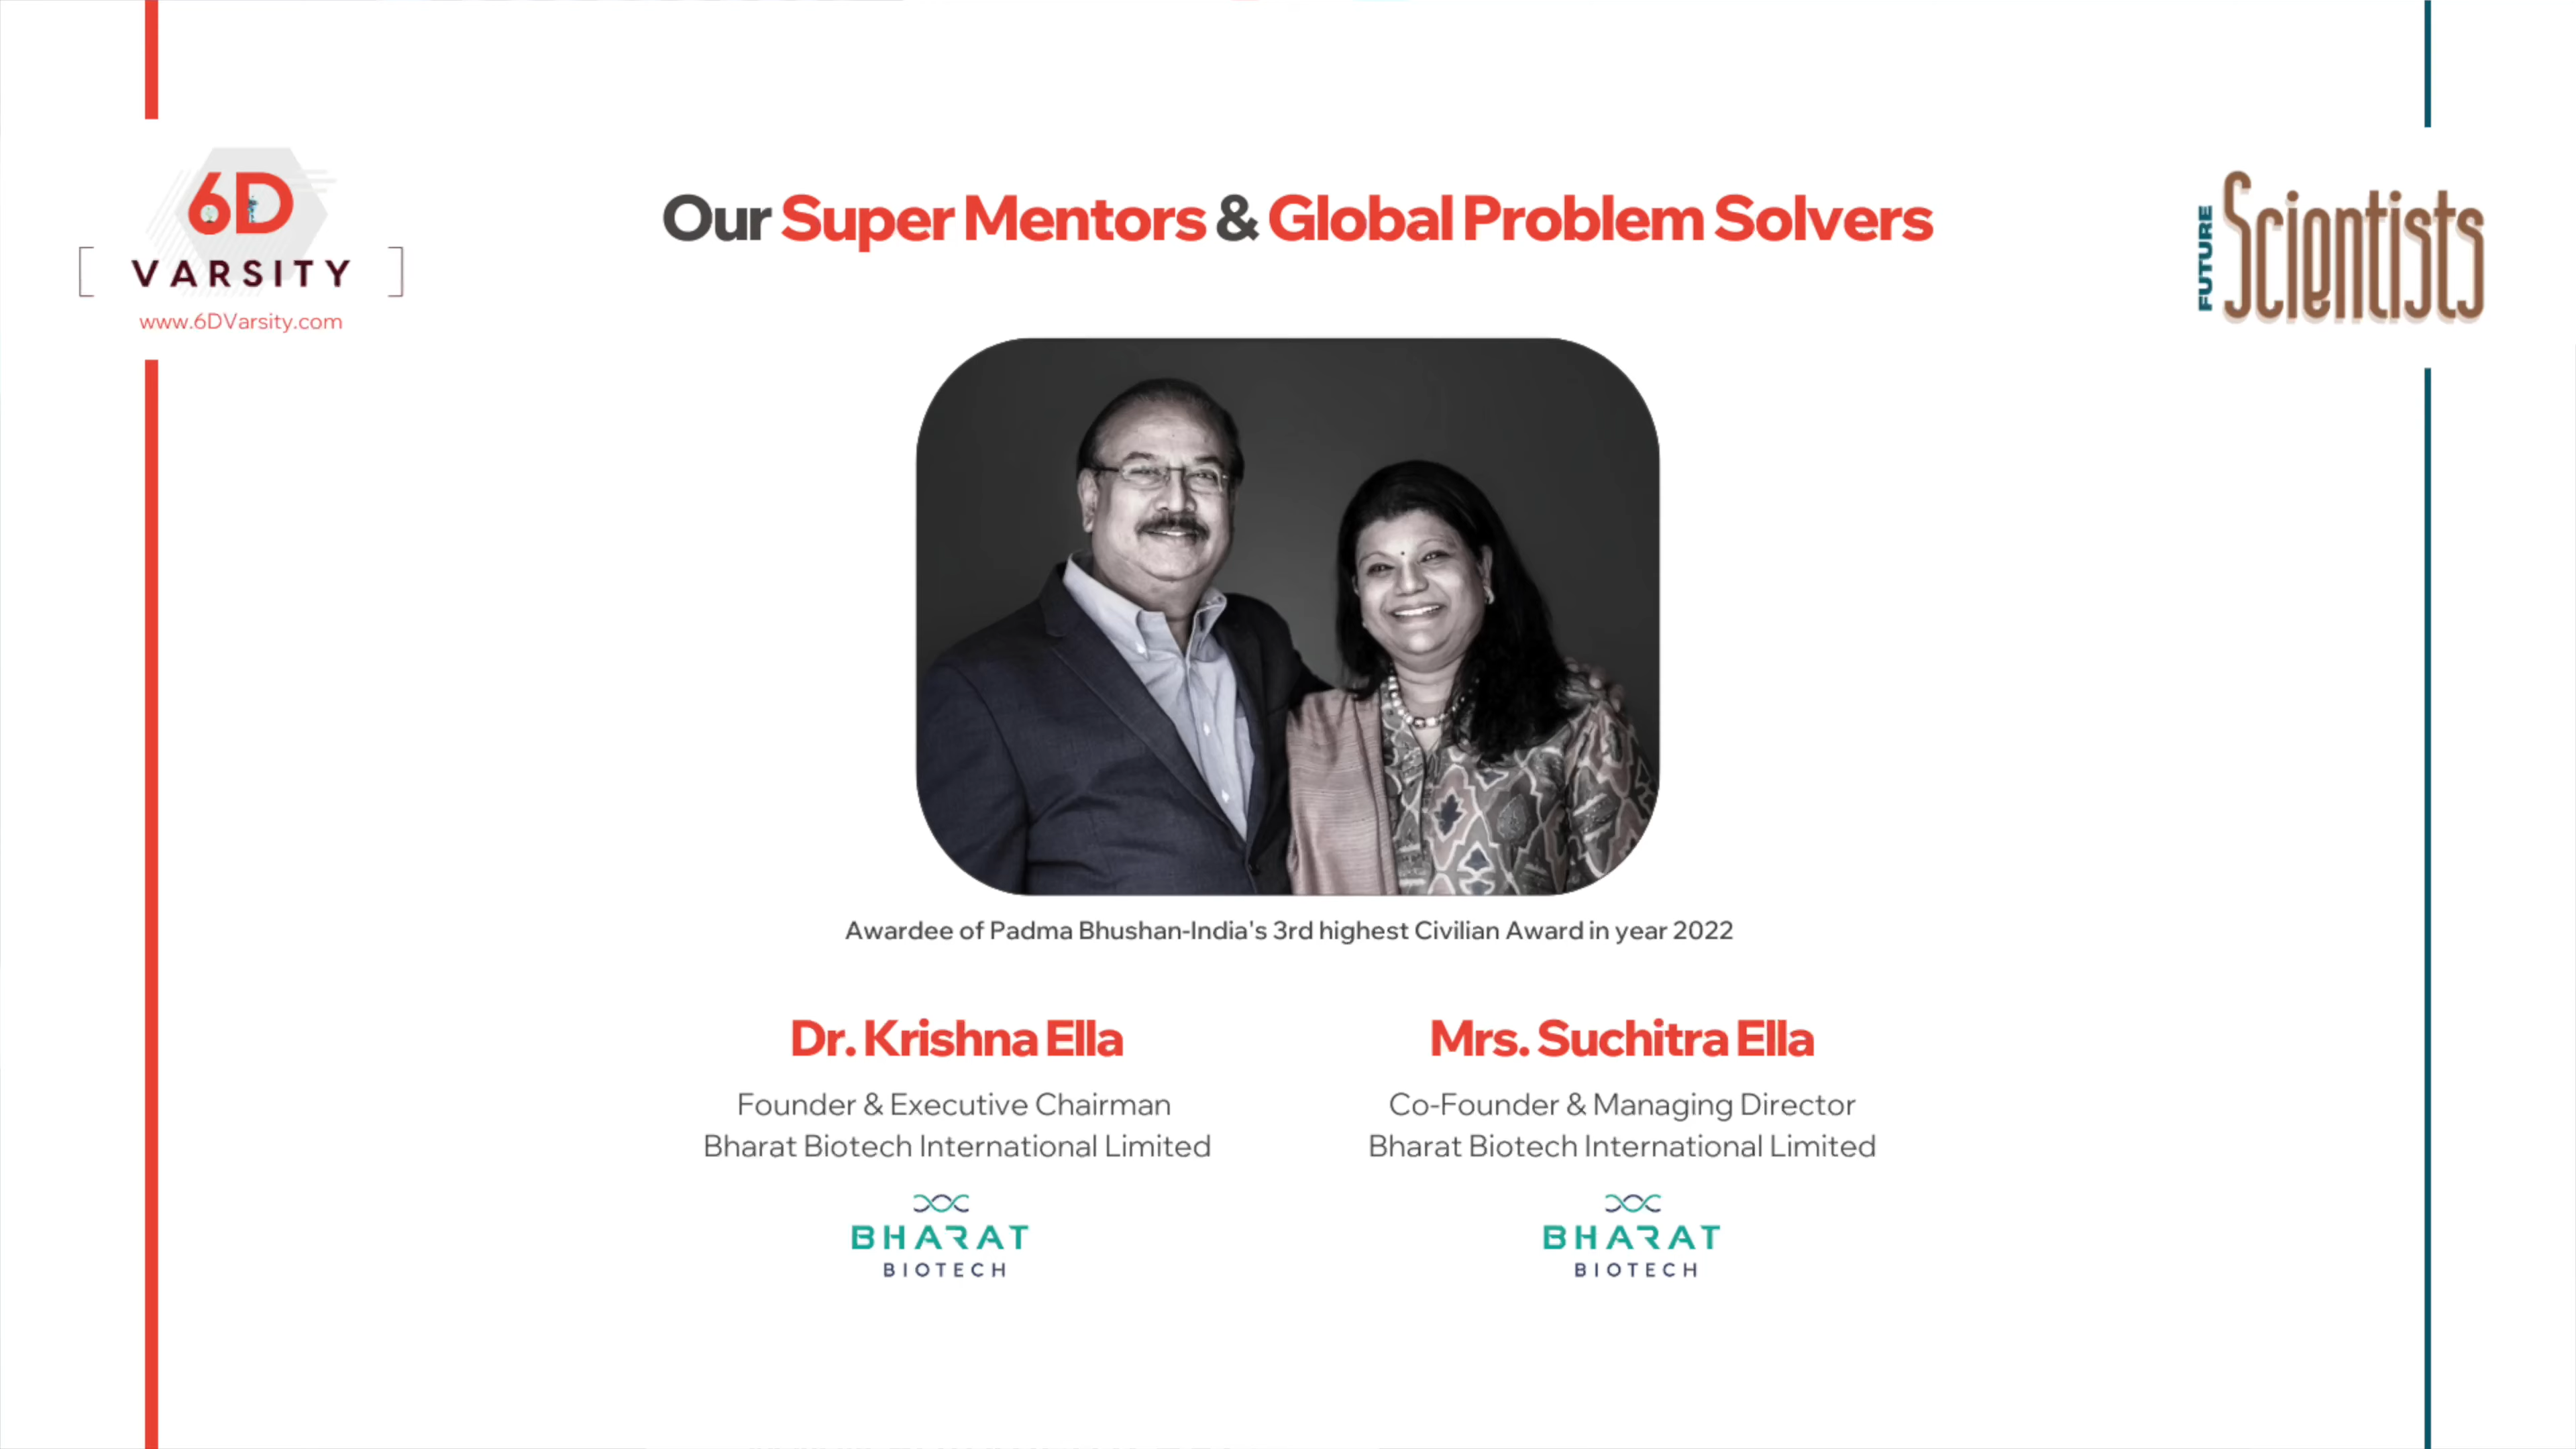 6D
VARSITY
www.6DVarsity.com
Our Super Mentors & Global Problem Solvers
FUTURE
Scientists
Awardee of Padma Bhushan-India's 3rd highest Civilian Award in year 2022
Dr. Krishna Ella
Founder & Executive Chairman
Bharat Biotech International Limited
BHARAT
BIOTECH
Mrs. Suchitra Ella
Co-Founder & Managing Director
Bharat Biotech International Limited
BHARAT
BIOTECH